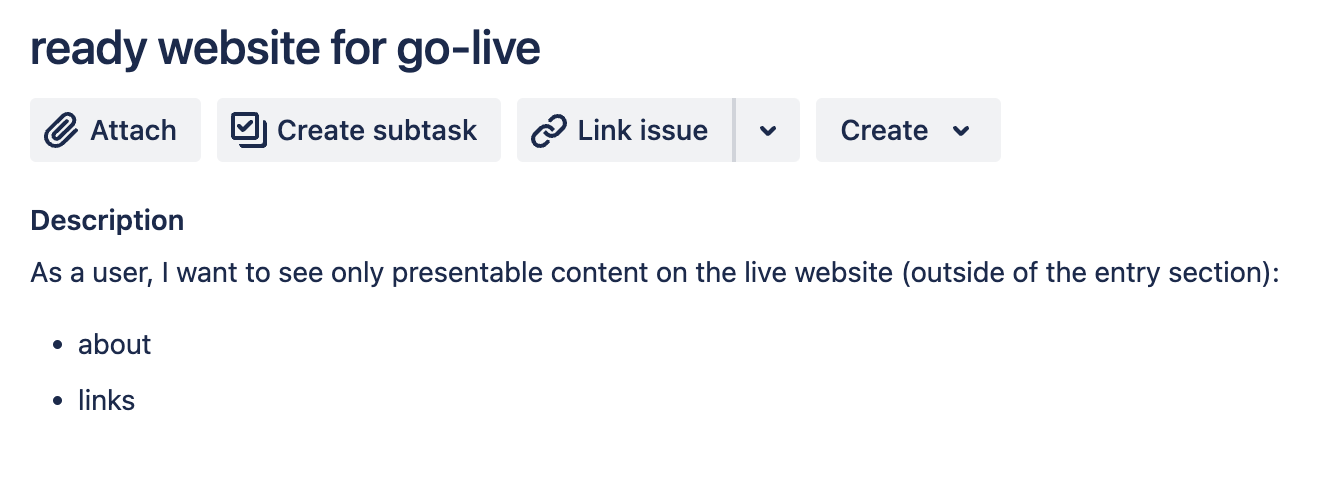 ready website for go-live
Attach Create subtask Link issue Create
Description
As a user, I want to see only presentable content on the live website (outside of the entry section):
• about
• links